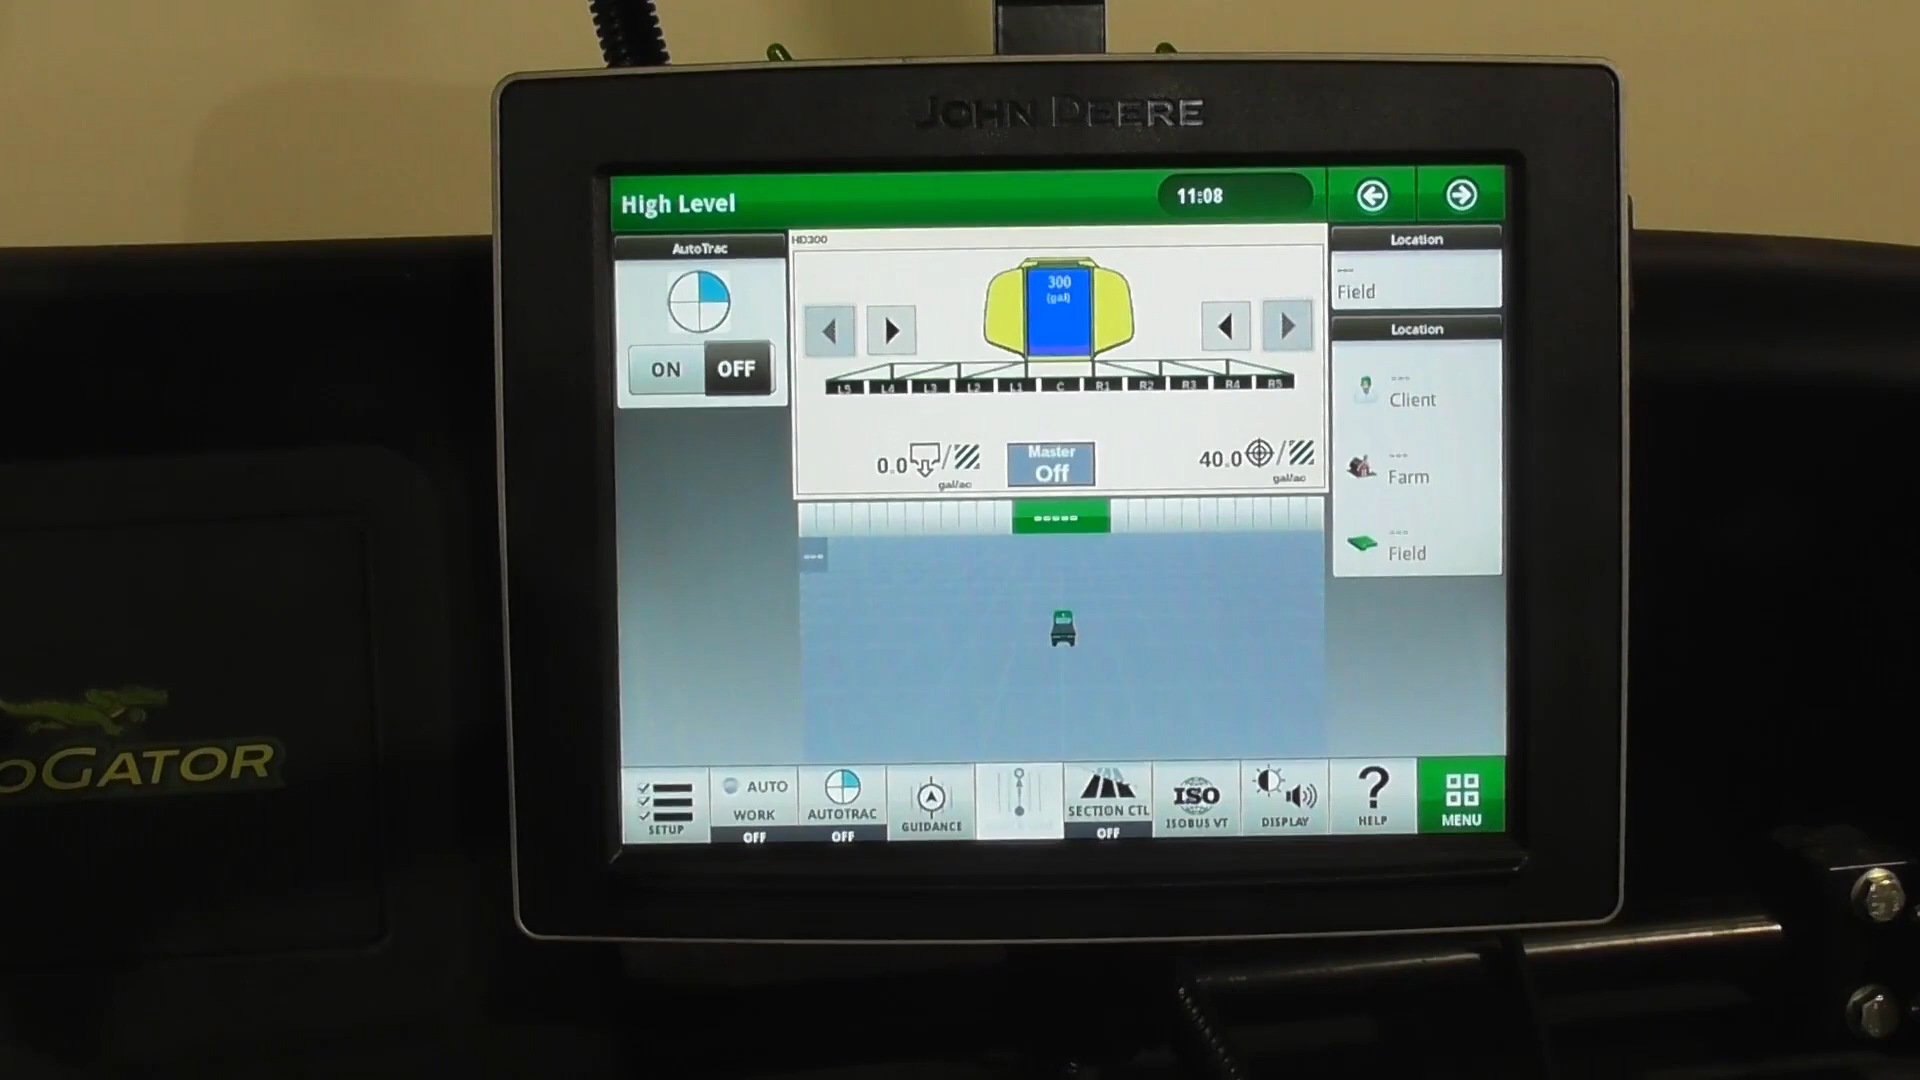 JOHN DEERE
High Level
11:08
AutoTrac
ON
OFF
HD300
300
(gal)
L5 L4 L3 L2 L1 C R1 R2 R3 R4 R5
0.0 /
gal/ac
Master
Off
40.0 /
gal/ac
Location
---
Field
Location
---
Client
---
Farm
---
Field
-----
---
SETUP
AUTO
WORK
OFF
AUTOTRAC
OFF
GUIDANCE
SECTION CTL
OFF
ISO
ISOBUS VT
DISPLAY
?
HELP
MENU
OGATOR